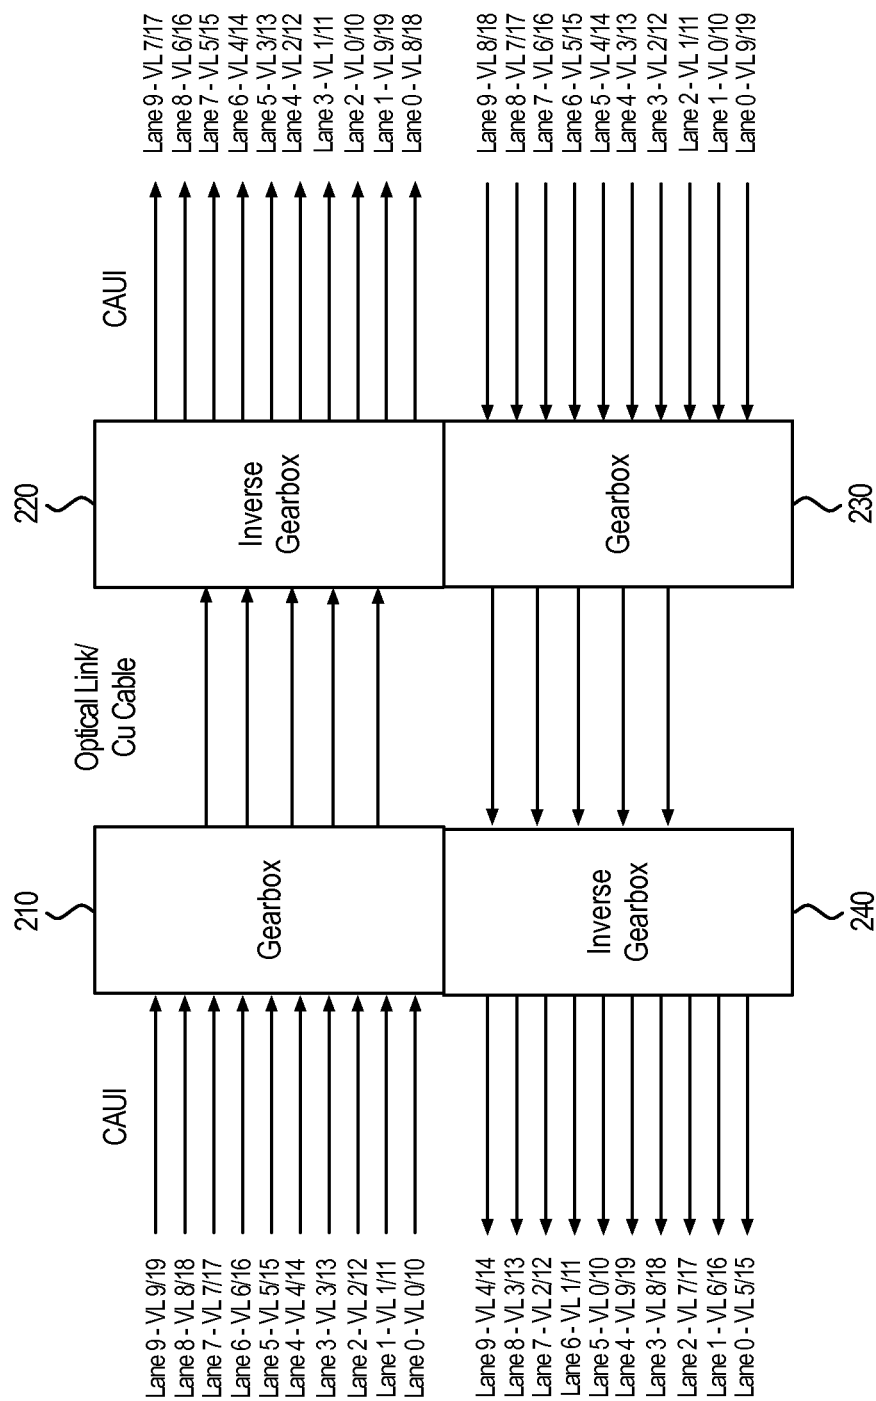 Lane 9 - VL 9/19
Lane 8 - VL 8/18
Lane 7 - VL 7/17
Lane 6 - VL 6/16
Lane 5 - VL 5/15
Lane 4 - VL 4/14
Lane 3 - VL 3/13
Lane 2 - VL 2/12
Lane 1 - VL 1/11
Lane 0 - VL 0/10
CAUI
210
Gearbox
Optical Link/
Cu Cable
220
Inverse
Gearbox
CAUI
Lane 9 - VL 7/17
Lane 8 - VL 6/16
Lane 7 - VL 5/15
Lane 6 - VL 4/14
Lane 5 - VL 3/13
Lane 4 - VL 2/12
Lane 3 - VL 1/11
Lane 2 - VL 0/10
Lane 1 - VL 9/19
Lane 0 - VL 8/18
Lane 9 - VL 4/14
Lane 8 - VL 3/13
Lane 7 - VL 2/12
Lane 6 - VL 1/11
Lane 5 - VL 0/10
Lane 4 - VL 9/19
Lane 3 - VL 8/18
Lane 2 - VL 7/17
Lane 1 - VL 6/16
Lane 0 - VL 5/15
Inverse
Gearbox
240
Gearbox
230
Lane 9 - VL 8/18
Lane 8 - VL 7/17
Lane 7 - VL 6/16
Lane 6 - VL 5/15
Lane 5 - VL 4/14
Lane 4 - VL 3/13
Lane 3 - VL 2/12
Lane 2 - VL 1/11
Lane 1 - VL 0/10
Lane 0 - VL 9/19